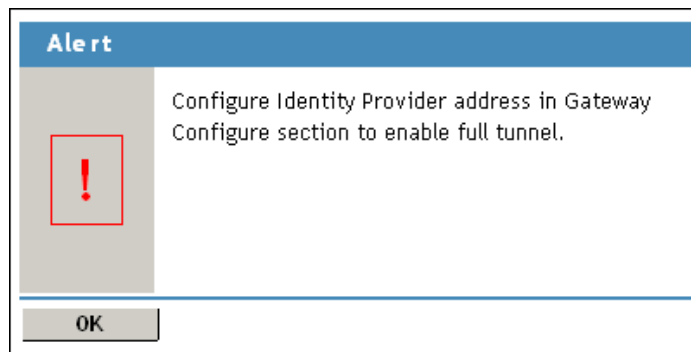 Alert
!
Configure Identity Provider address in Gateway
Configure section to enable full tunnel.
OK